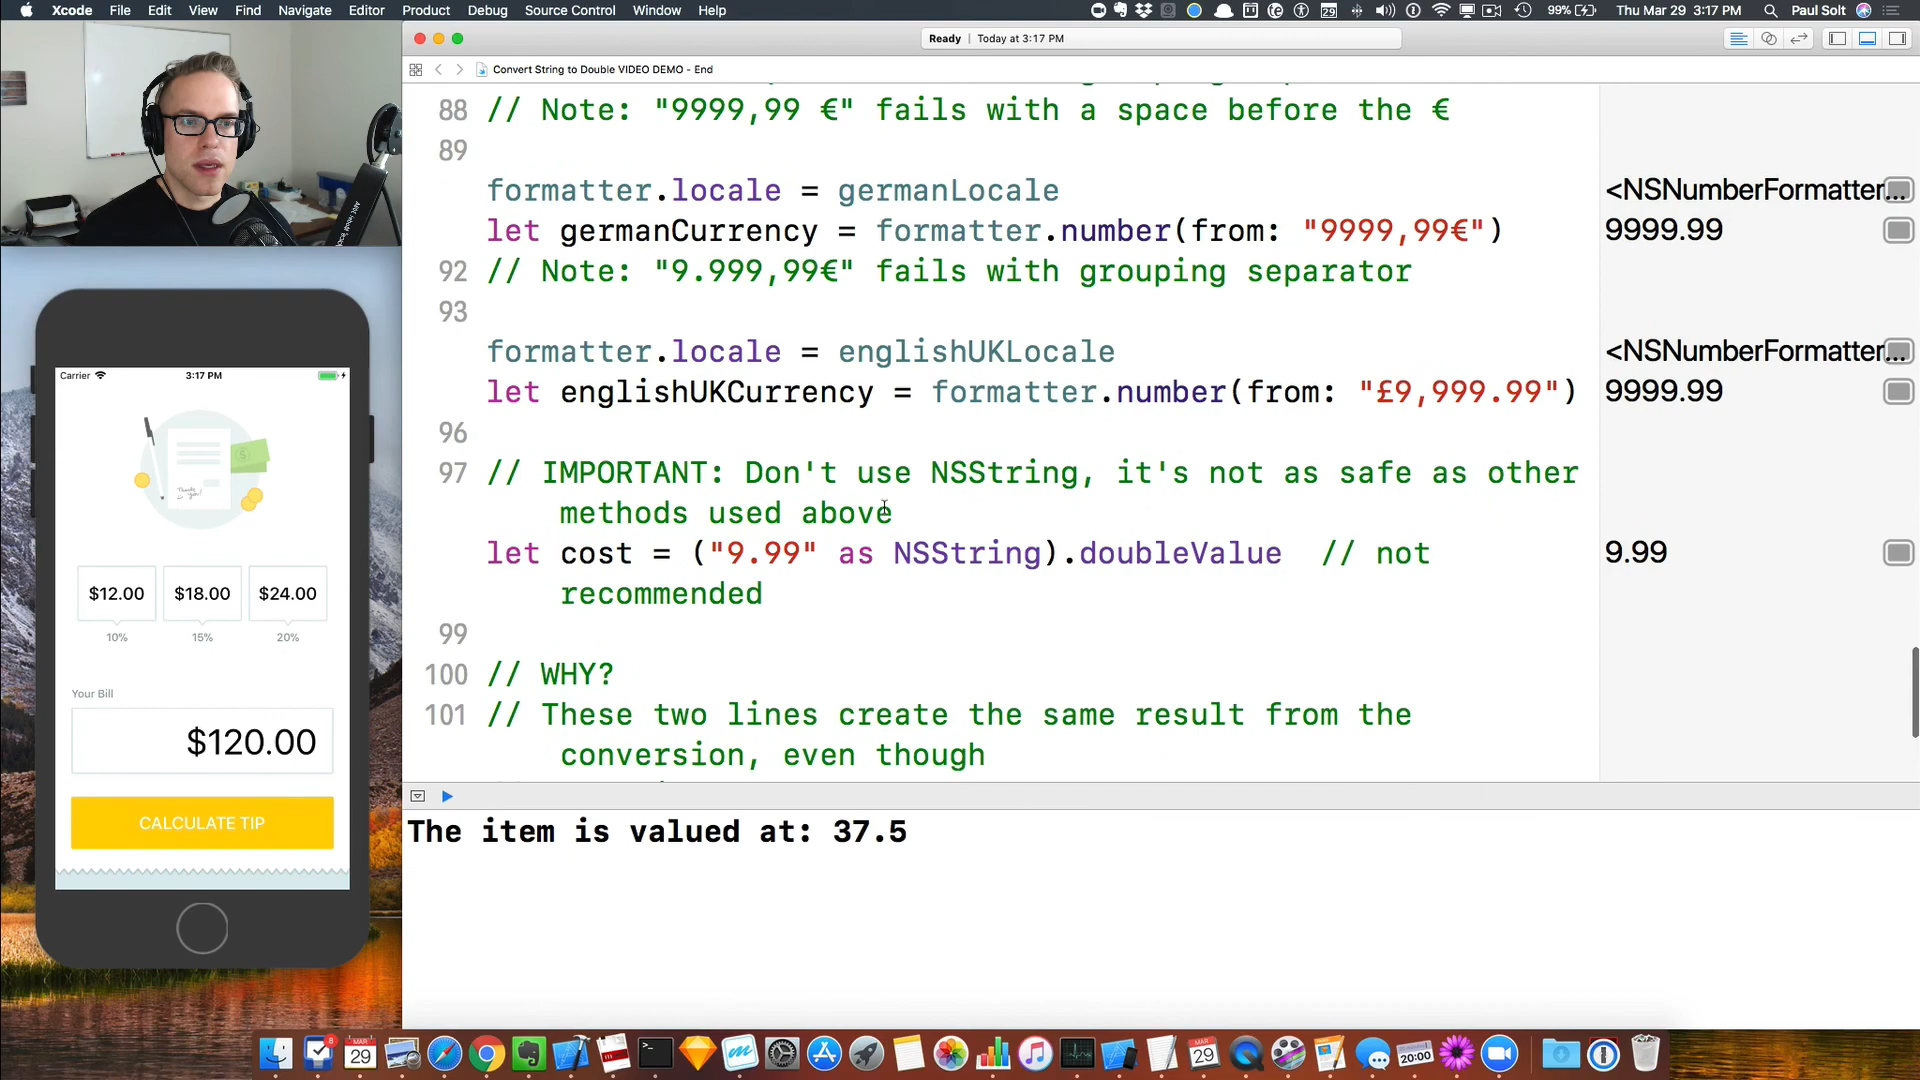 Xcode File Edit View Find Navigate Editor Product Debug Source Control Window Help
99% Thu Mar 29 3:17 PM Paul Solt
Ready | Today at 3:17 PM
Convert String to Double VIDEO DEMO - End
88 // Note: "9999,99 €" fails with a space before the €
89
formatter.locale = germanLocale
<NSNumberFormatter...
let germanCurrency = formatter.number(from: "9999,99€")
9999.99
92 // Note: "9.999,99€" fails with grouping separator
93
formatter.locale = englishUKLocale
<NSNumberFormatter...
let englishUKCurrency = formatter.number(from: "£9,999.99")
9999.99
96
97 // IMPORTANT: Don't use NSString, it's not as safe as other
methods used above
let cost = ("9.99" as NSString).doubleValue // not
9.99
recommended
99
100 // WHY?
101 // These two lines create the same result from the
conversion, even though
The item is valued at: 37.5
Carrier 3:17 PM
$12.00 $18.00 $24.00
10% 15% 20%
Your Bill
$120.00
CALCULATE TIP
8
MAR
29
MAR
29
20:00